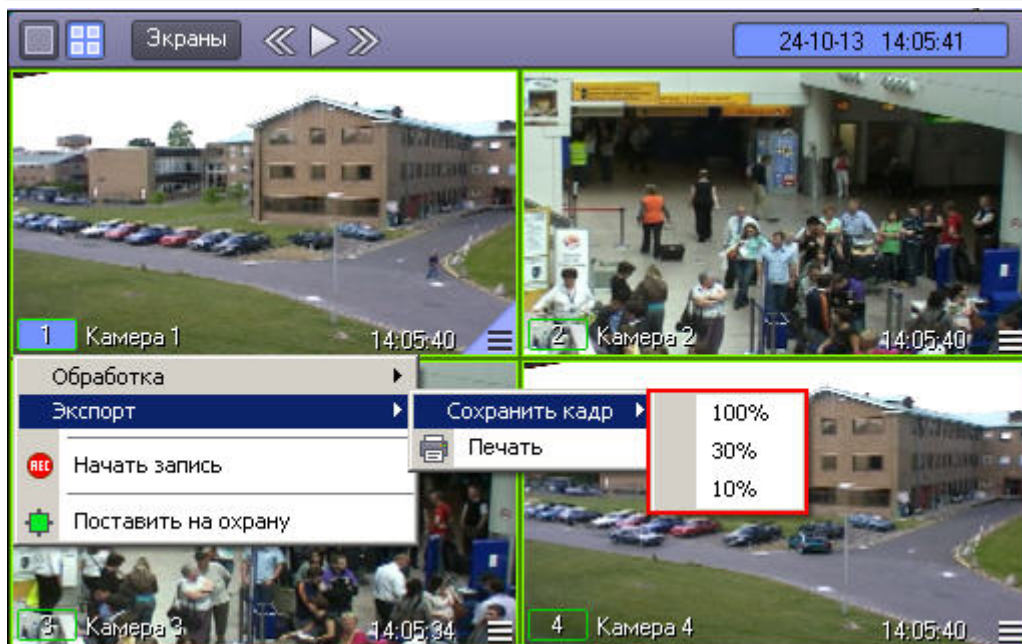 Экраны
24-10-13 14:05:41
1 Камера 1 14:05:40
2 Камера 2 14:05:40
Обработка
Экспорт
REC Начать запись
Поставить на охрану
Сохранить кадр
Печать
100%
30%
10%
3 Камера 3 14:05:34
4 Камера 4 14:05:40